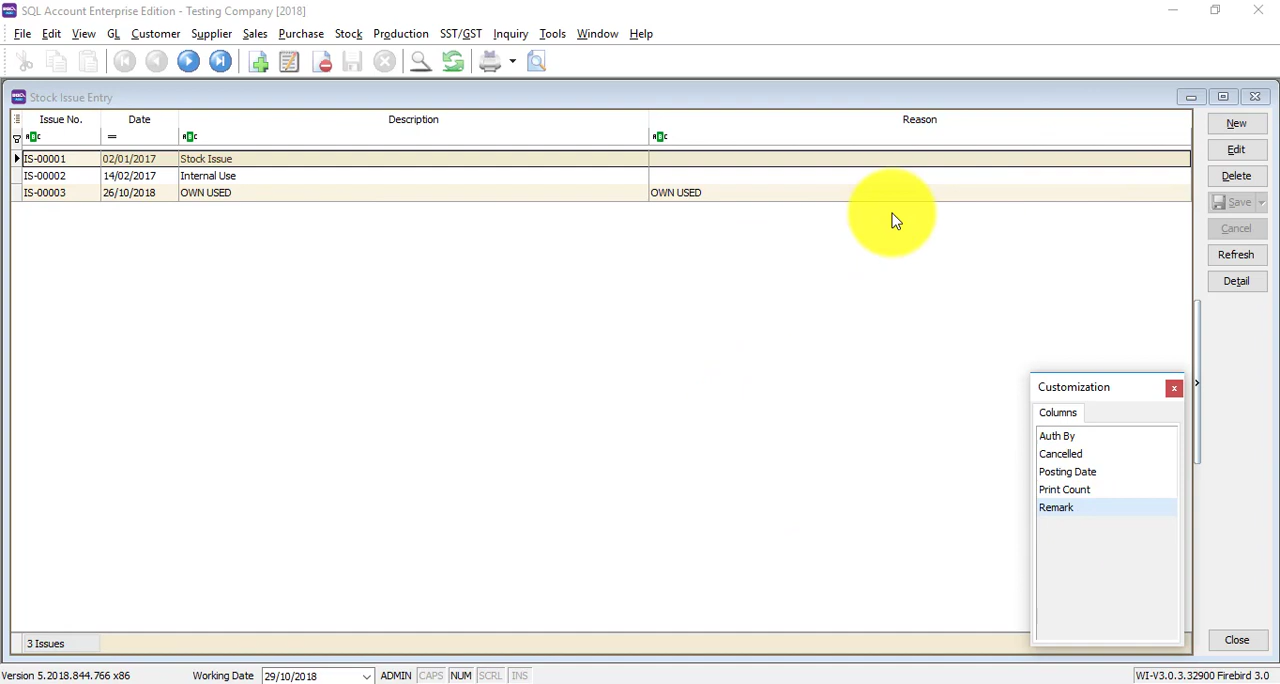 SQL Account Enterprise Edition - Testing Company [2018]
File Edit View GL Customer Supplier Sales Purchase Stock Production SST/GST Inquiry Tools Window Help
Stock Issue Entry
Issue No. Date Description Reason
IS-00001 02/01/2017 Stock Issue
IS-00002 14/02/2017 Internal Use
IS-00003 26/10/2018 OWN USED OWN USED
New
Edit
Delete
Save
Cancel
Refresh
Detail
Customization
Columns
Auth By
Cancelled
Posting Date
Print Count
Remark
3 Issues
Close
Version 5.2018.844.766 x86 Working Date 29/10/2018 ADMIN CAPS NUM SCRL INS WI-V3.0.3.32900 Firebird 3.0